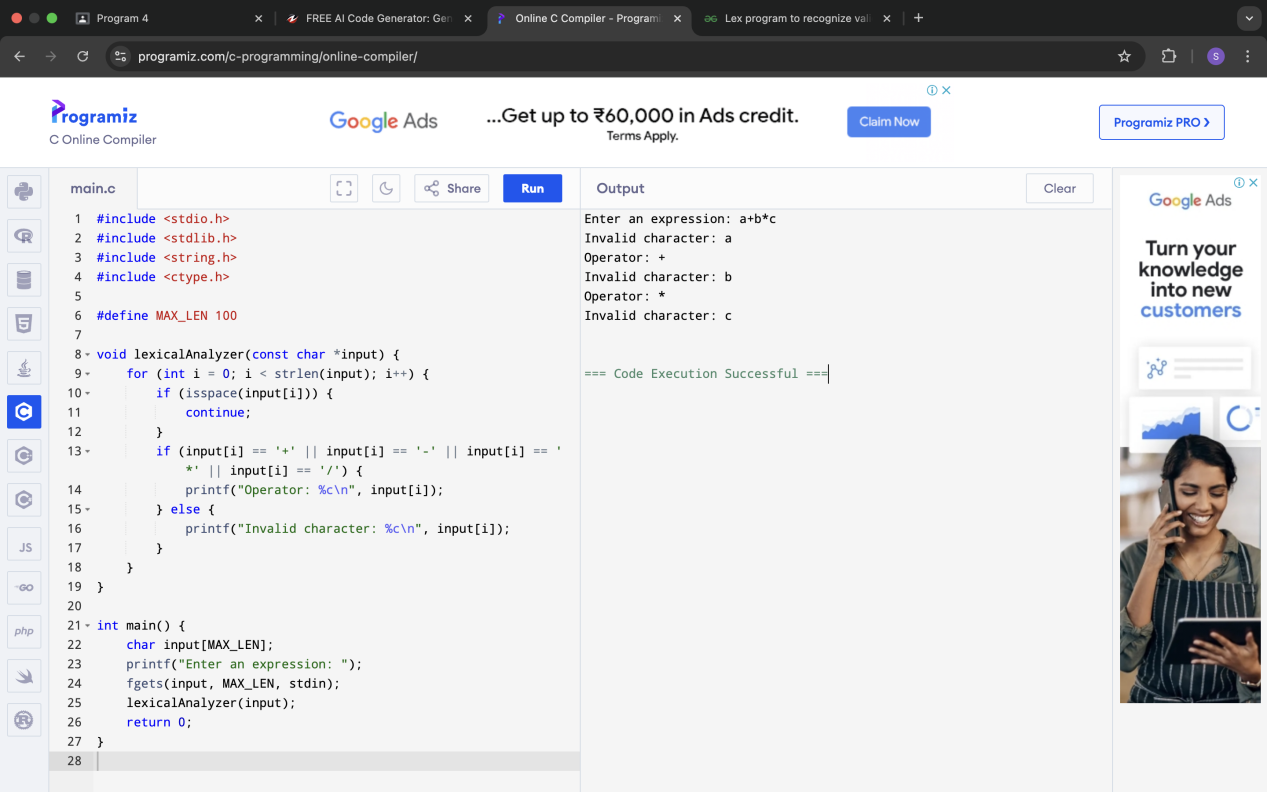 Program 4
FREE AI Code Generator: Gen
Online C Compiler - Programi
Lex program to recognize vali
programiz.com/c-programming/online-compiler/
S
Programiz
C Online Compiler
Google Ads
...Get up to ₹60,000 in Ads credit.
Terms Apply.
Claim Now
Programiz PRO
main.c
Share
Run
Output
Clear
1 #include <stdio.h>
2 #include <stdlib.h>
3 #include <string.h>
4 #include <ctype.h>
5
6 #define MAX_LEN 100
7
8 void lexicalAnalyzer(const char *input) {
9 for (int i = 0; i < strlen(input); i++) {
10 if (isspace(input[i])) {
11 continue;
12 }
13 if (input[i] == '+' || input[i] == '-' || input[i] == '
*' || input[i] == '/') {
14 printf("Operator: %c\n", input[i]);
15 } else {
16 printf("Invalid character: %c\n", input[i]);
17 }
18 }
19 }
20
21 int main() {
22 char input[MAX_LEN];
23 printf("Enter an expression: ");
24 fgets(input, MAX_LEN, stdin);
25 lexicalAnalyzer(input);
26 return 0;
27 }
28
Enter an expression: a+b*c
Invalid character: a
Operator: +
Invalid character: b
Operator: *
Invalid character: c
=== Code Execution Successful ===
JS
GO
php
Google Ads
Turn your
knowledge
into new
customers